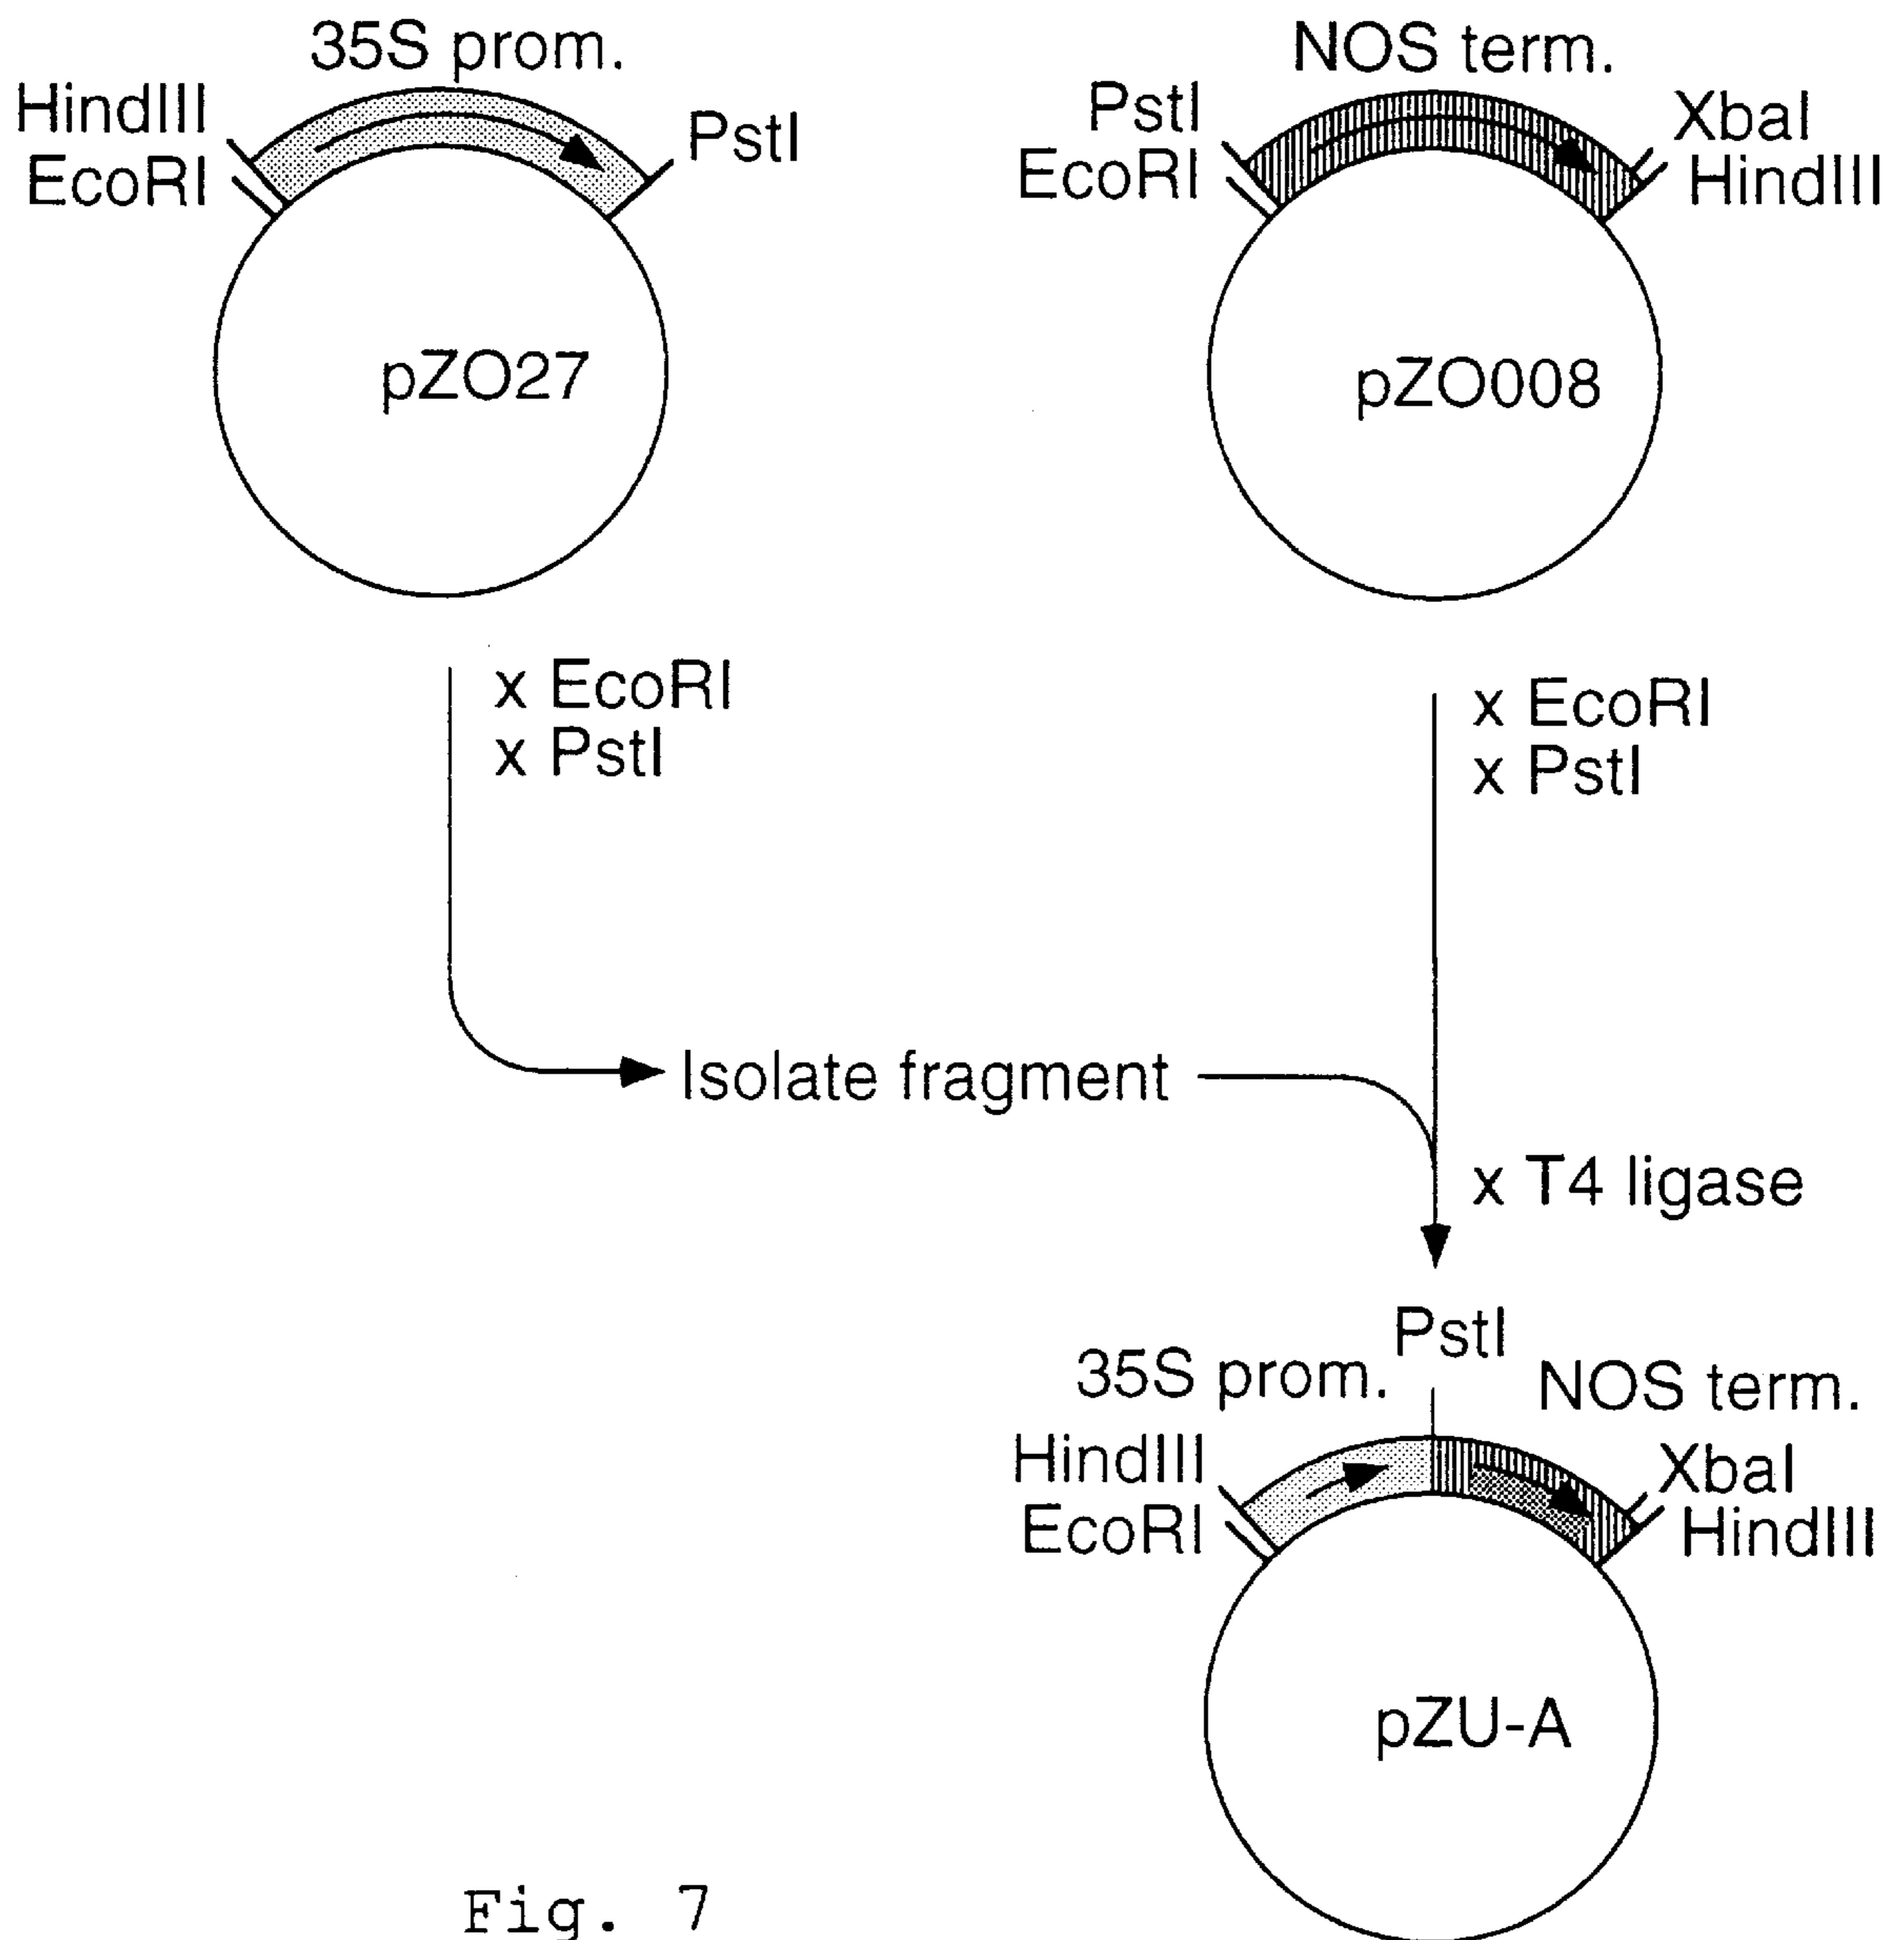 35S prom.
HindIII
EcoRI
PstI
pZO27
NOS term.
PstI
EcoRI
XbaI
HindIII
pZO008
x EcoRI
x PstI
x EcoRI
x PstI
Isolate fragment
x T4 ligase
PstI
35S prom.
NOS term.
HindIII
EcoRI
XbaI
HindIII
pZU-A
Fig. 7